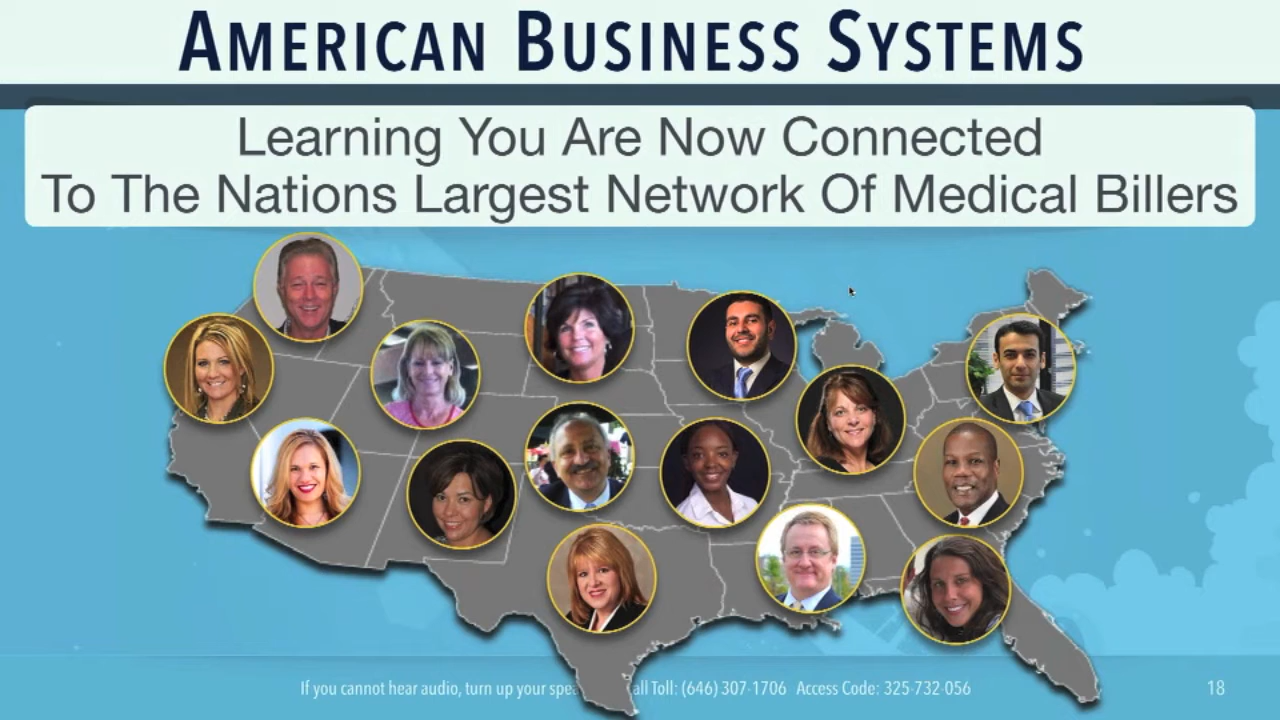 AMERICAN BUSINESS SYSTEMS
Learning You Are Now Connected
To The Nations Largest Network Of Medical Billers
If you cannot hear audio, turn up your all Toll: (646) 307-1706 Access Code: 325-732-056
18